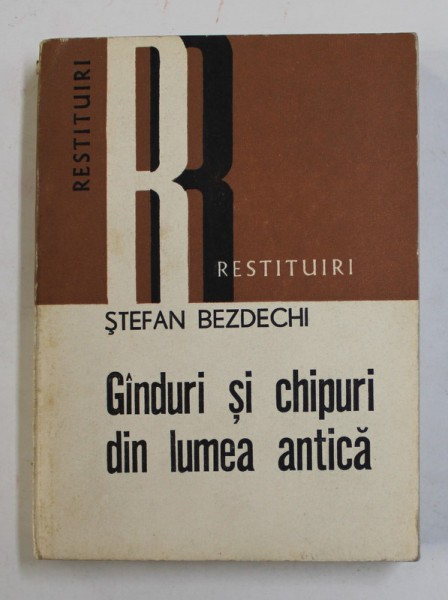 RESTITUIRI
R
RESTITUIRI
ŞTEFAN BEZDECHI
Gînduri şi chipuri
din lumea antică